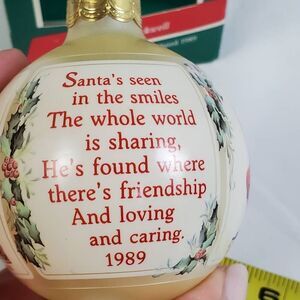 Santa's seen
in the smiles
The whole world
is sharing,
He's found where
there's friendship
And loving
and caring.
1989